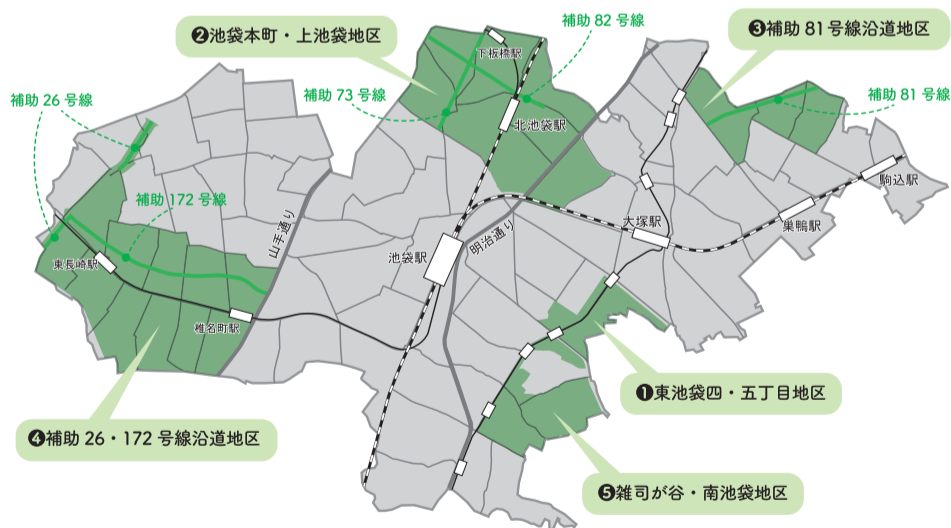 ❷池袋本町・上池袋地区
補助 82 号線
❸補助 81号線沿道地区
下板橋駅
補助 26 号線
補助 73 号線
北池袋駅
補助 81 号線
補助 172 号線
駒込駅
山手通り
巣鴨駅
大塚駅
明治通り
池袋駅
東長崎駅
椎名町駅
❶東池袋四・五丁目地区
❹補助 26・172 号線沿道地区
❺雑司が谷・南池袋地区